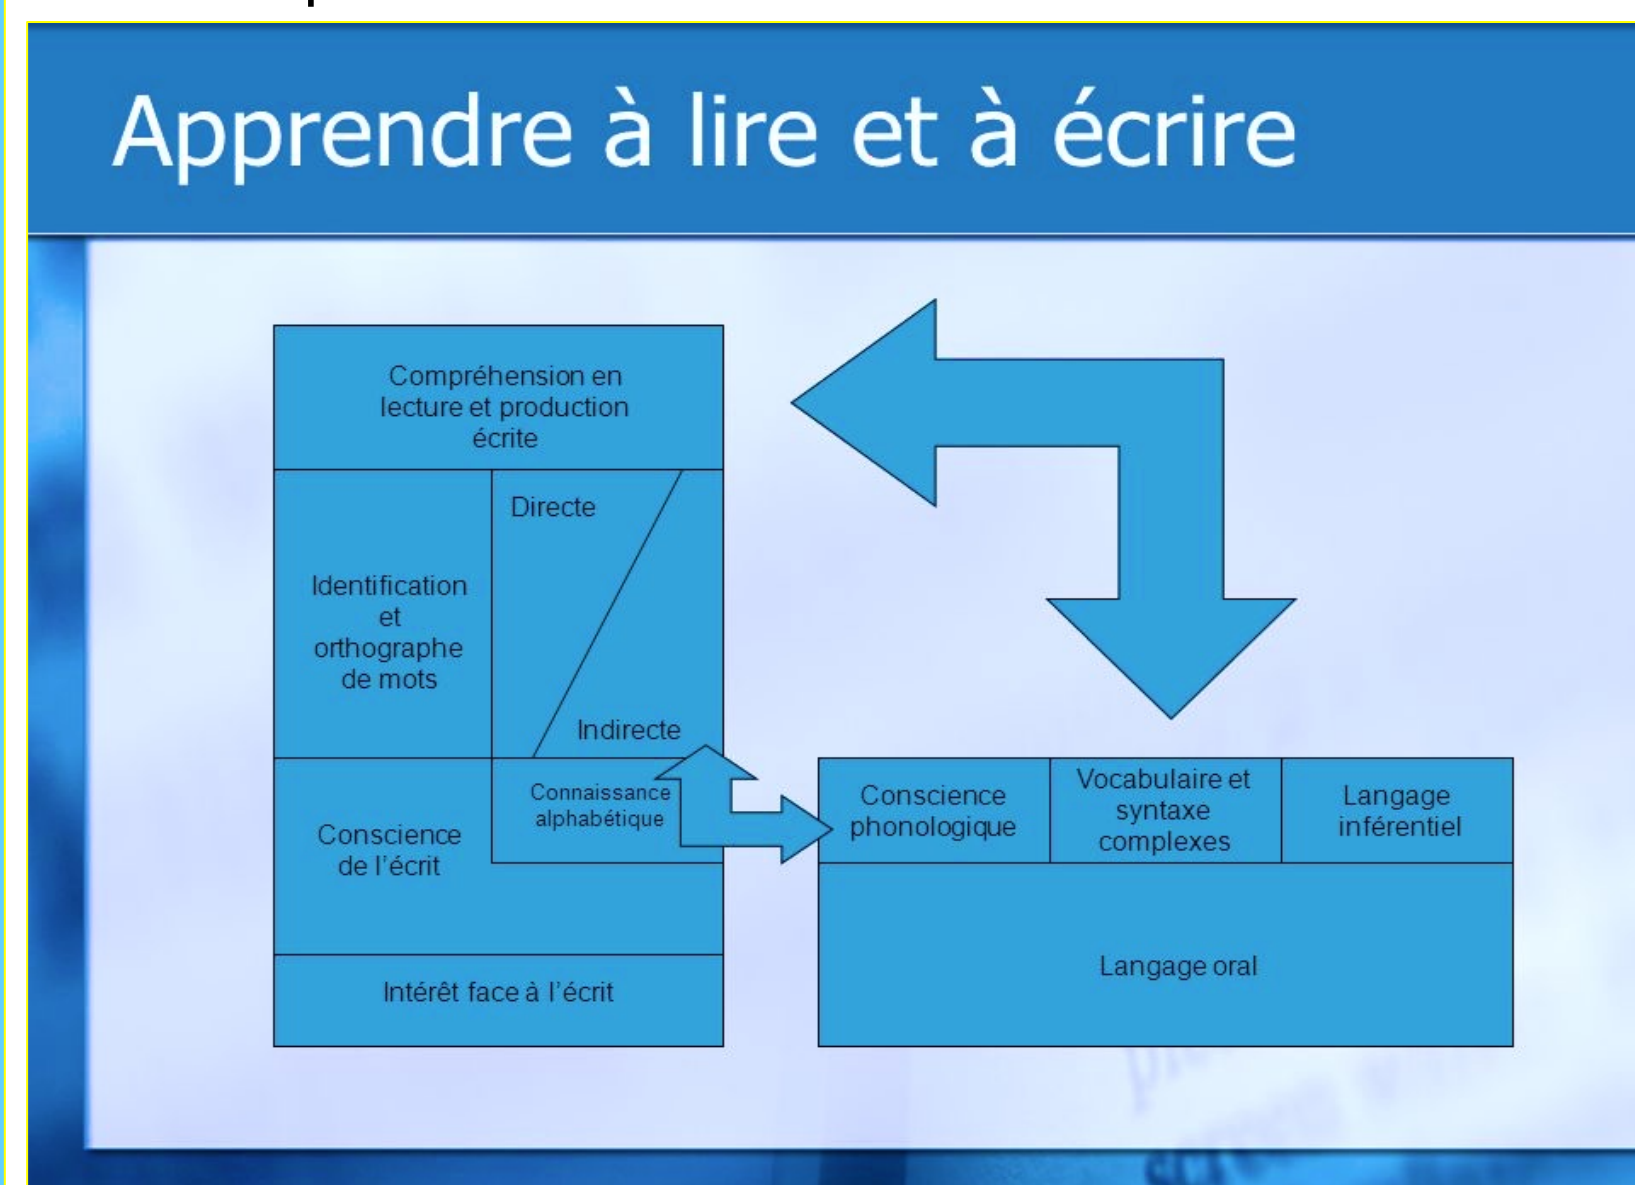 Apprendre à lire et à écrire
Compréhension en
lecture et production
écrite
Directe
Identification
et
orthographe
de mots
Indirecte
Connaissance
alphabétique
Conscience
de l’écrit
Intérêt face à l’écrit
Conscience
phonologique
Vocabulaire et
syntaxe
complexes
Langage
inférentiel
Langage oral